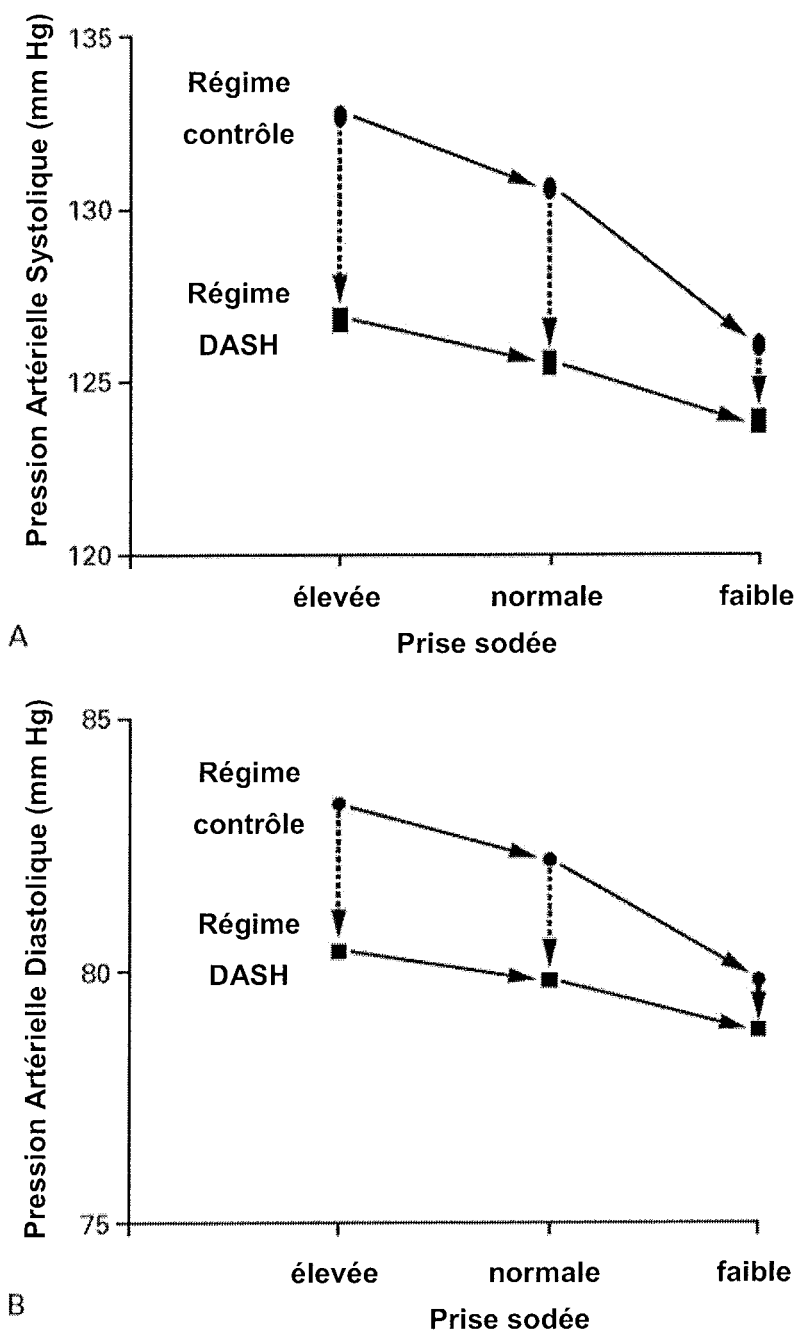 Pression Artérielle Systolique (mm Hg)
135
130
125
120
Régime
contrôle
Régime
DASH
élevée normale faible
Prise sodée
A
Pression Artérielle Diastolique (mm Hg)
85
80
75
Régime
contrôle
Régime
DASH
élevée normale faible
Prise sodée
B